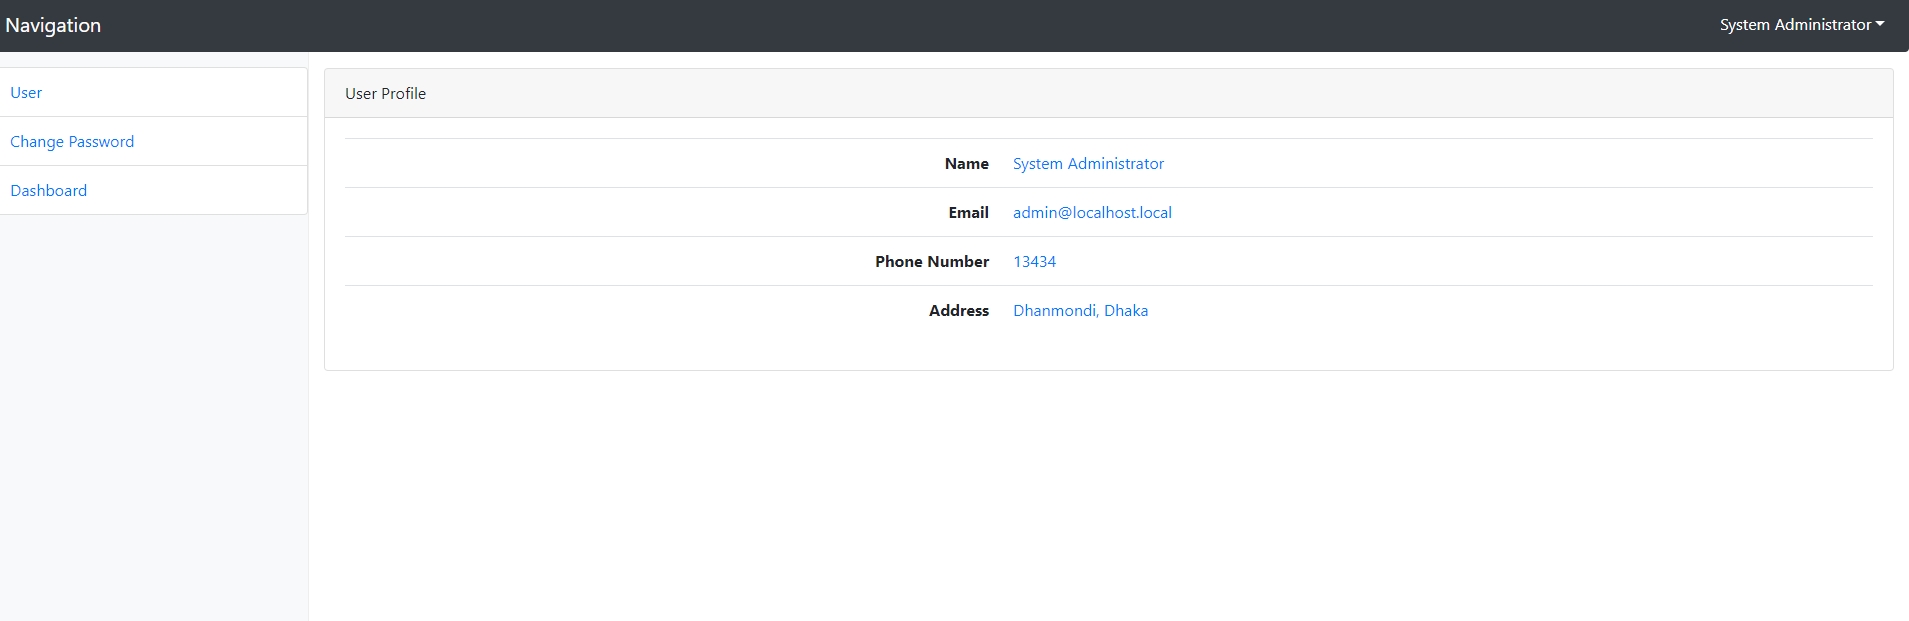 Navigation
System Administrator
User
Change Password
Dashboard
User Profile
Name System Administrator
Email admin@localhost.local
Phone Number 13434
Address Dhanmondi, Dhaka